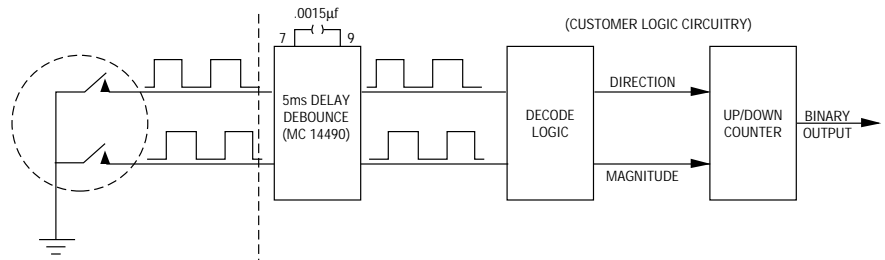 .0015µf
7
9
(CUSTOMER LOGIC CIRCUITRY)
5ms DELAY
DEBOUNCE
(MC 14490)
DECODE
LOGIC
DIRECTION
MAGNITUDE
UP/DOWN
COUNTER
BINARY
OUTPUT